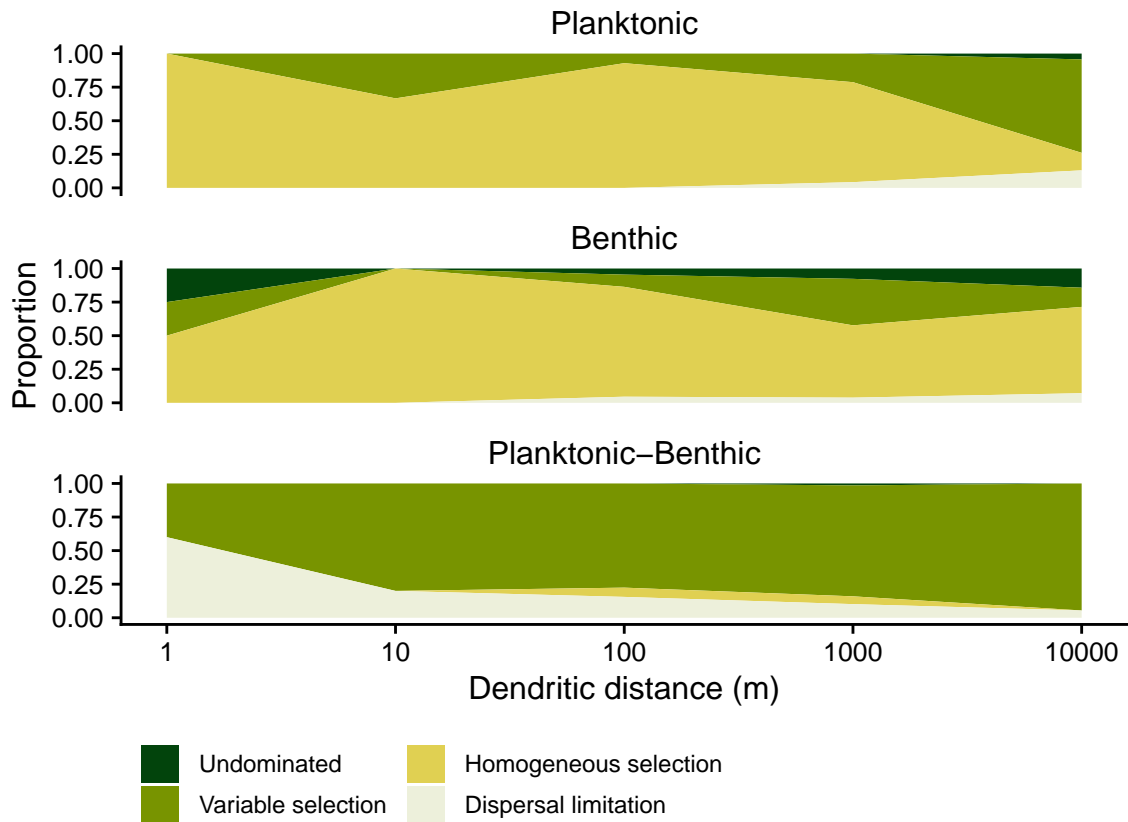 Planktonic
1.00
0.75
0.50
0.25
0.00
Benthic
1.00
0.75
0.50
0.25
0.00
Proportion
Planktonic−Benthic
1.00
0.75
0.50
0.25
0.00
1 10 100 1000 10000
Dendritic distance (m)
Undominated Homogeneous selection
Variable selection Dispersal limitation